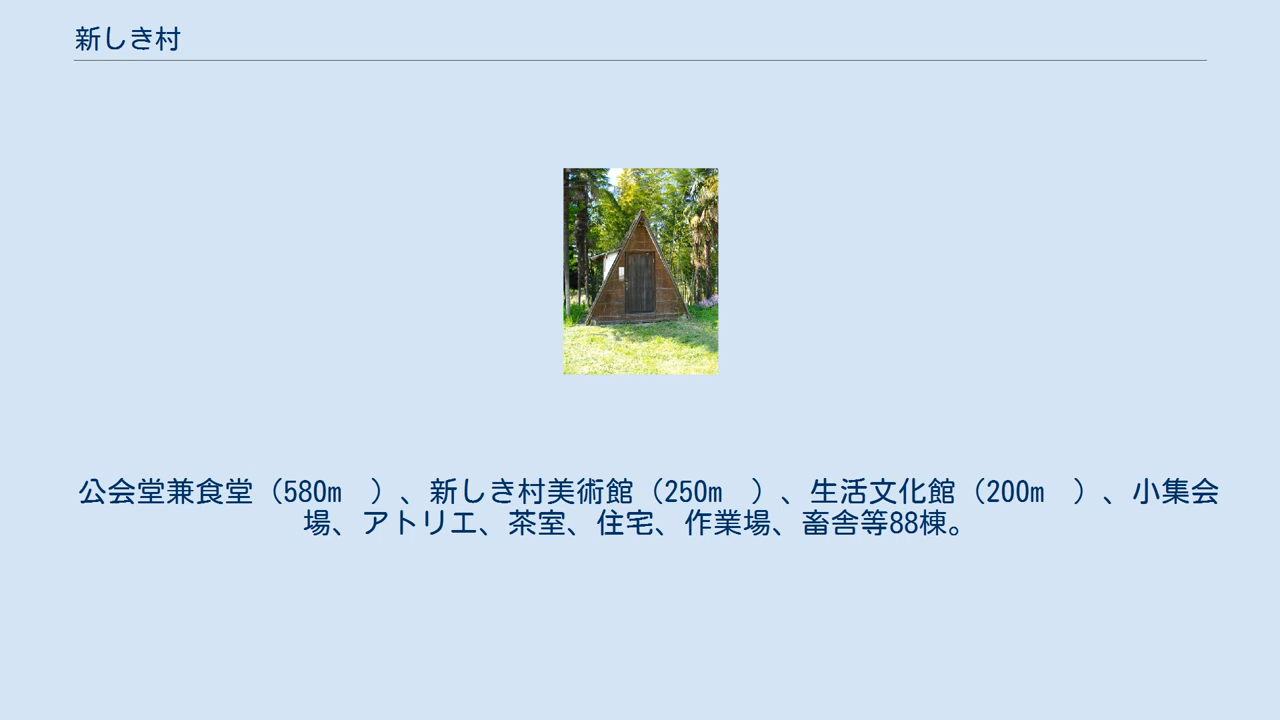 新しき村
公会堂兼食堂（580m　）、新しき村美術館（250m　）、生活文化館（200m　）、小集会
場、アトリエ、茶室、住宅、作業場、畜舎等88棟。